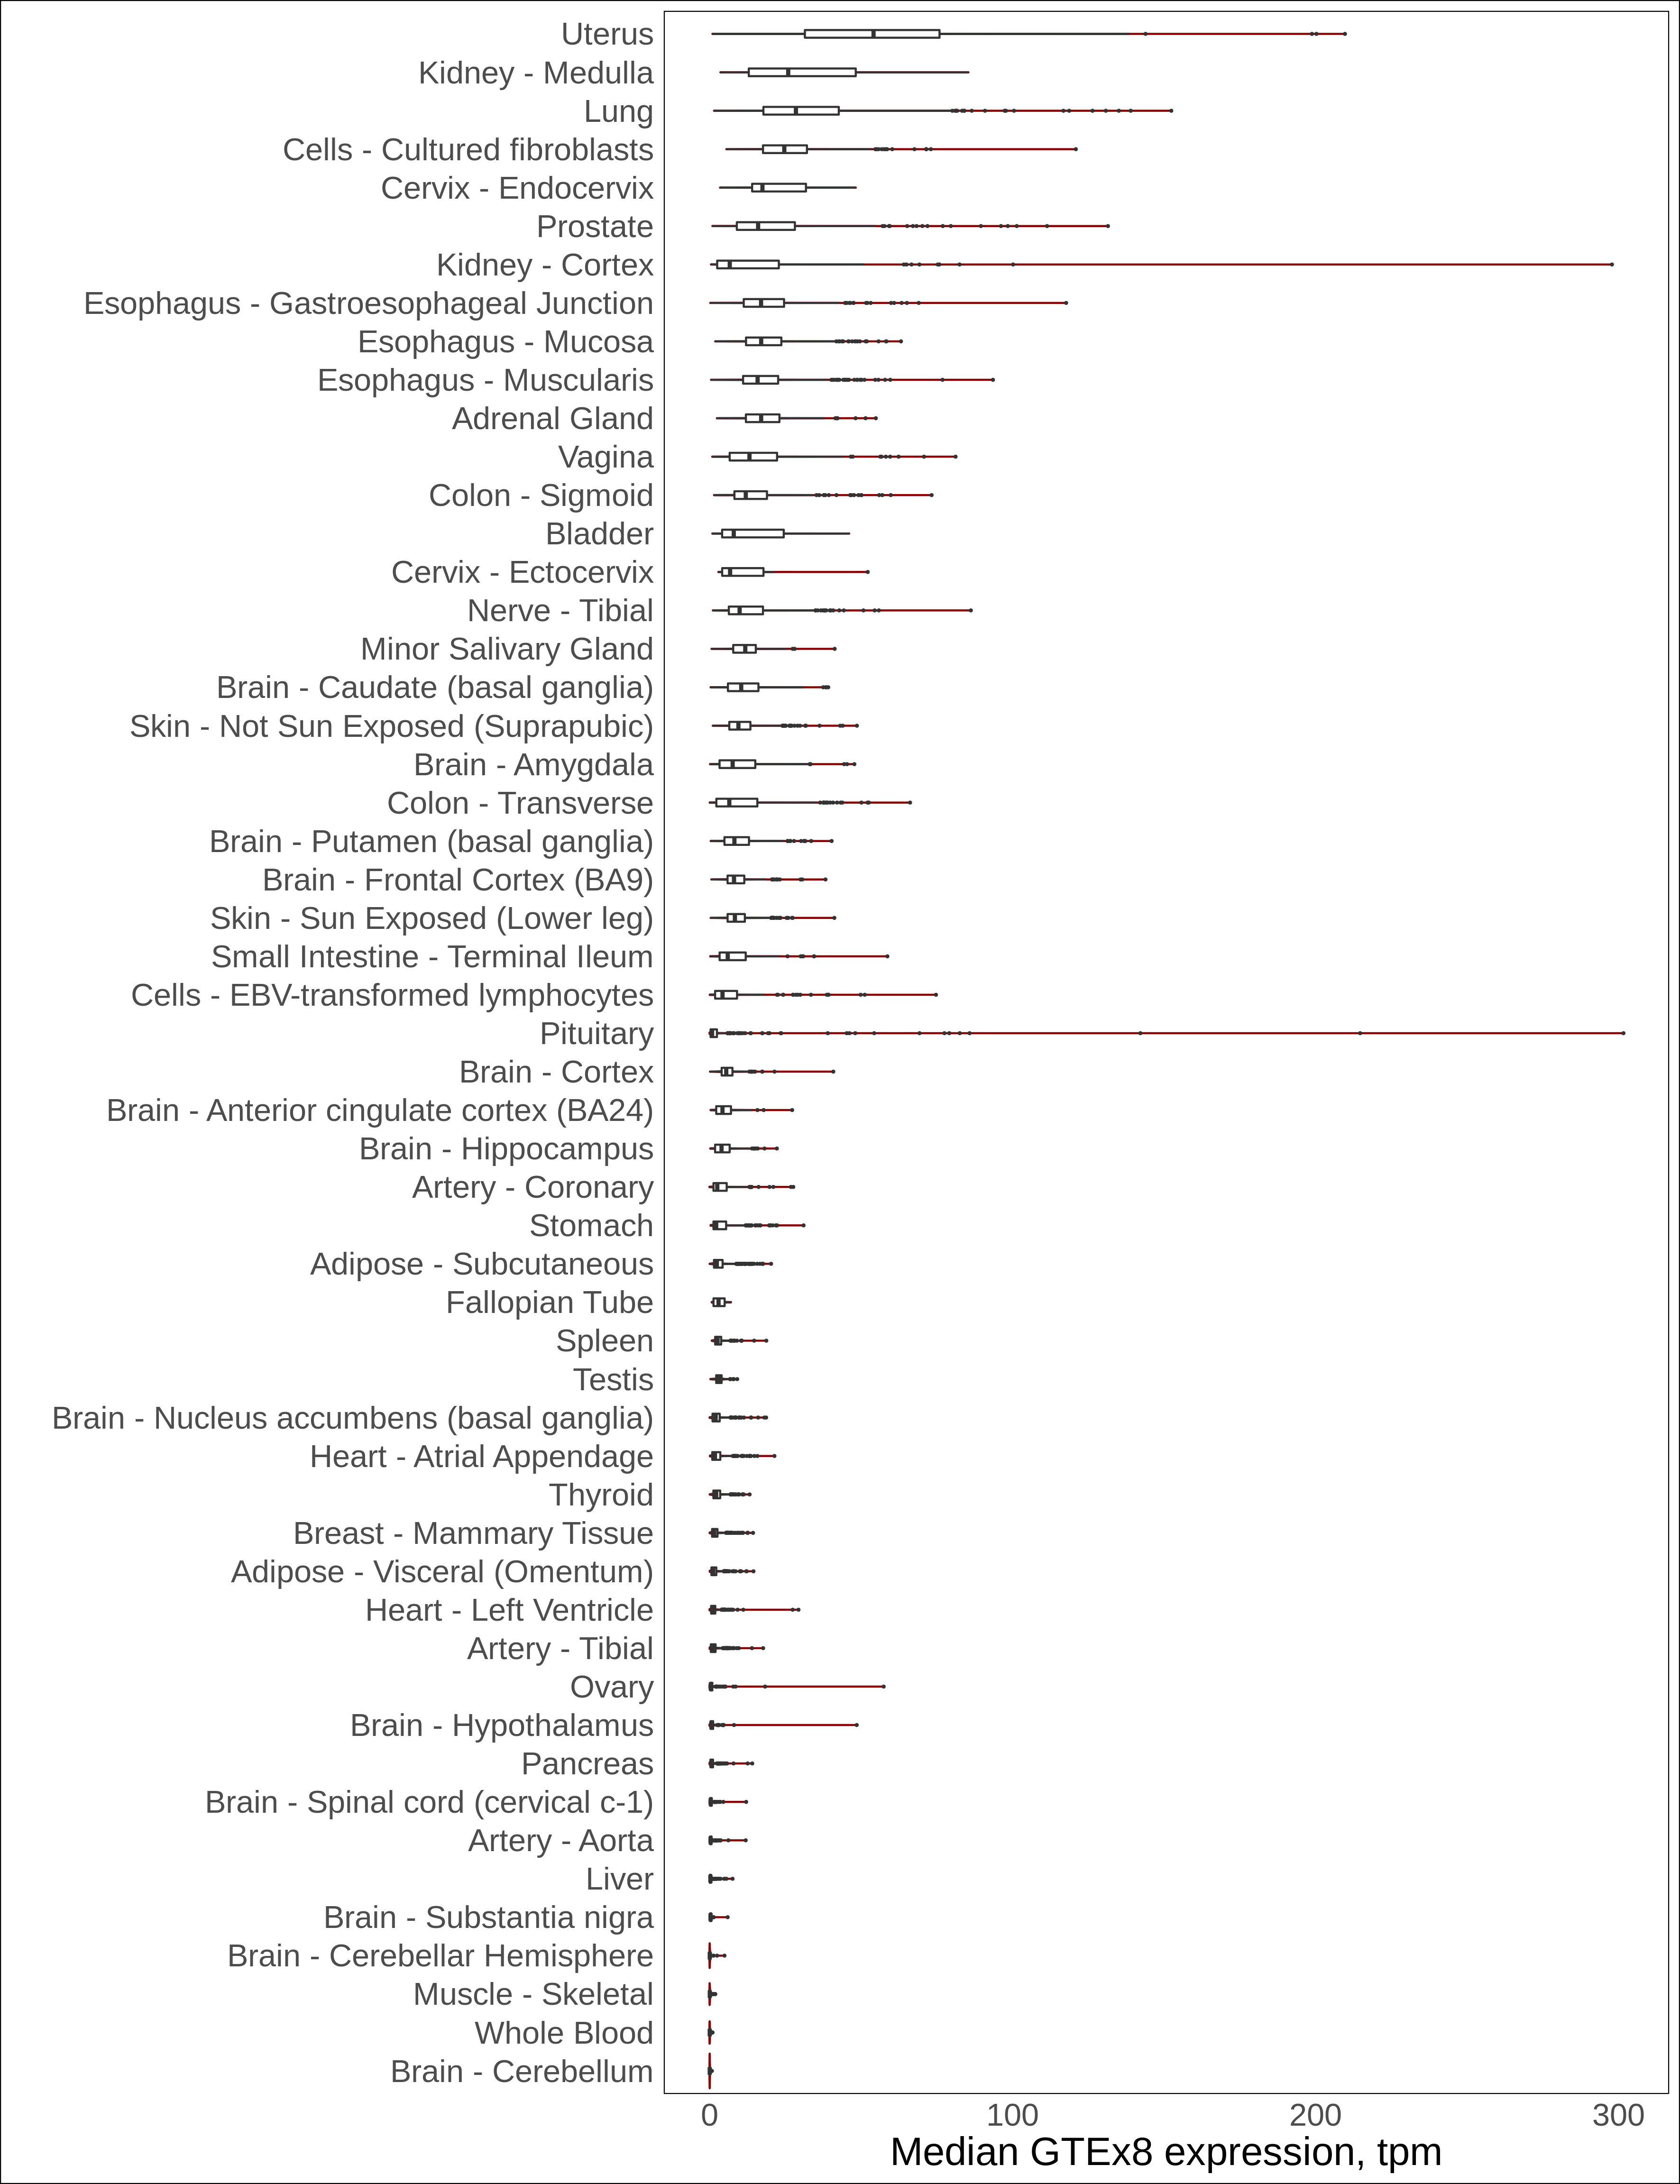 Uterus
Kidney - Medulla
Lung
Cells - Cultured fibroblasts
Cervix - Endocervix
Prostate
Kidney - Cortex
Esophagus - Gastroesophageal Junction
Esophagus - Mucosa
Esophagus - Muscularis
Adrenal Gland
Vagina
Colon - Sigmoid
Bladder
Cervix - Ectocervix
Nerve - Tibial
Minor Salivary Gland
Brain - Caudate (basal ganglia)
Skin - Not Sun Exposed (Suprapubic)
Brain - Amygdala
Colon - Transverse
Brain - Putamen (basal ganglia)
Brain - Frontal Cortex (BA9)
Skin - Sun Exposed (Lower leg)
Small Intestine - Terminal Ileum
Cells - EBV-transformed lymphocytes
Pituitary
Brain - Cortex
Brain - Anterior cingulate cortex (BA24)
Brain - Hippocampus
Artery - Coronary
Stomach
Adipose - Subcutaneous
Fallopian Tube
Spleen
Testis
Brain - Nucleus accumbens (basal ganglia)
Heart - Atrial Appendage
Thyroid
Breast - Mammary Tissue
Adipose - Visceral (Omentum)
Heart - Left Ventricle
Artery - Tibial
Ovary
Brain - Hypothalamus
Pancreas
Brain - Spinal cord (cervical c-1)
Artery - Aorta
Liver
Brain - Substantia nigra
Brain - Cerebellar Hemisphere
Muscle - Skeletal
Whole Blood
Brain - Cerebellum
0 100 200 300
Median GTEx8 expression, tpm